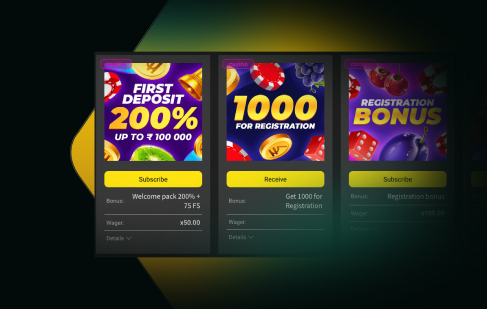 FIRST
DEPOSIT
200%
UP TO ₹ 100 000
Subscribe
Bonus:
Welcome pack 200% +
75 FS
Wager:
x50.00
Details
1000
FOR REGISTRATION
Receive
Bonus:
Get 1000 for
Registration
Wager:
Details
REGISTRATION
BONUS
Subscribe
Bonus:
Registration bonus
Wager: